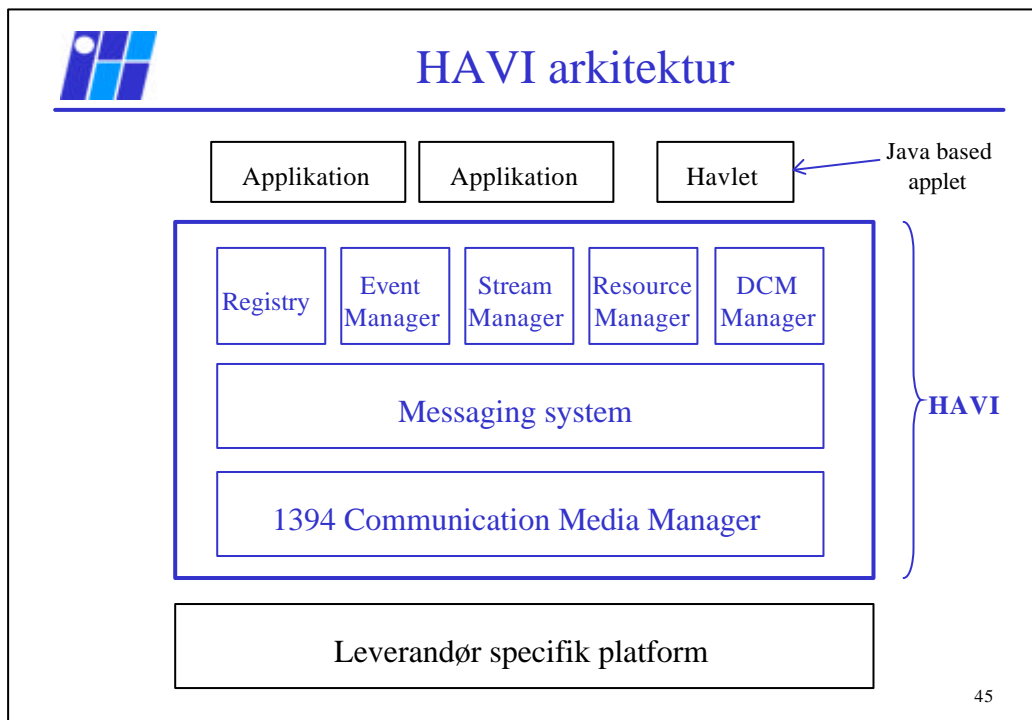 HAVI arkitektur
Applikation
Applikation
Havlet
Java based
applet
Registry
Event
Manager
Stream
Manager
Resource
Manager
DCM
Manager
Messaging system
1394 Communication Media Manager
HAVI
Leverandør specifik platform
45